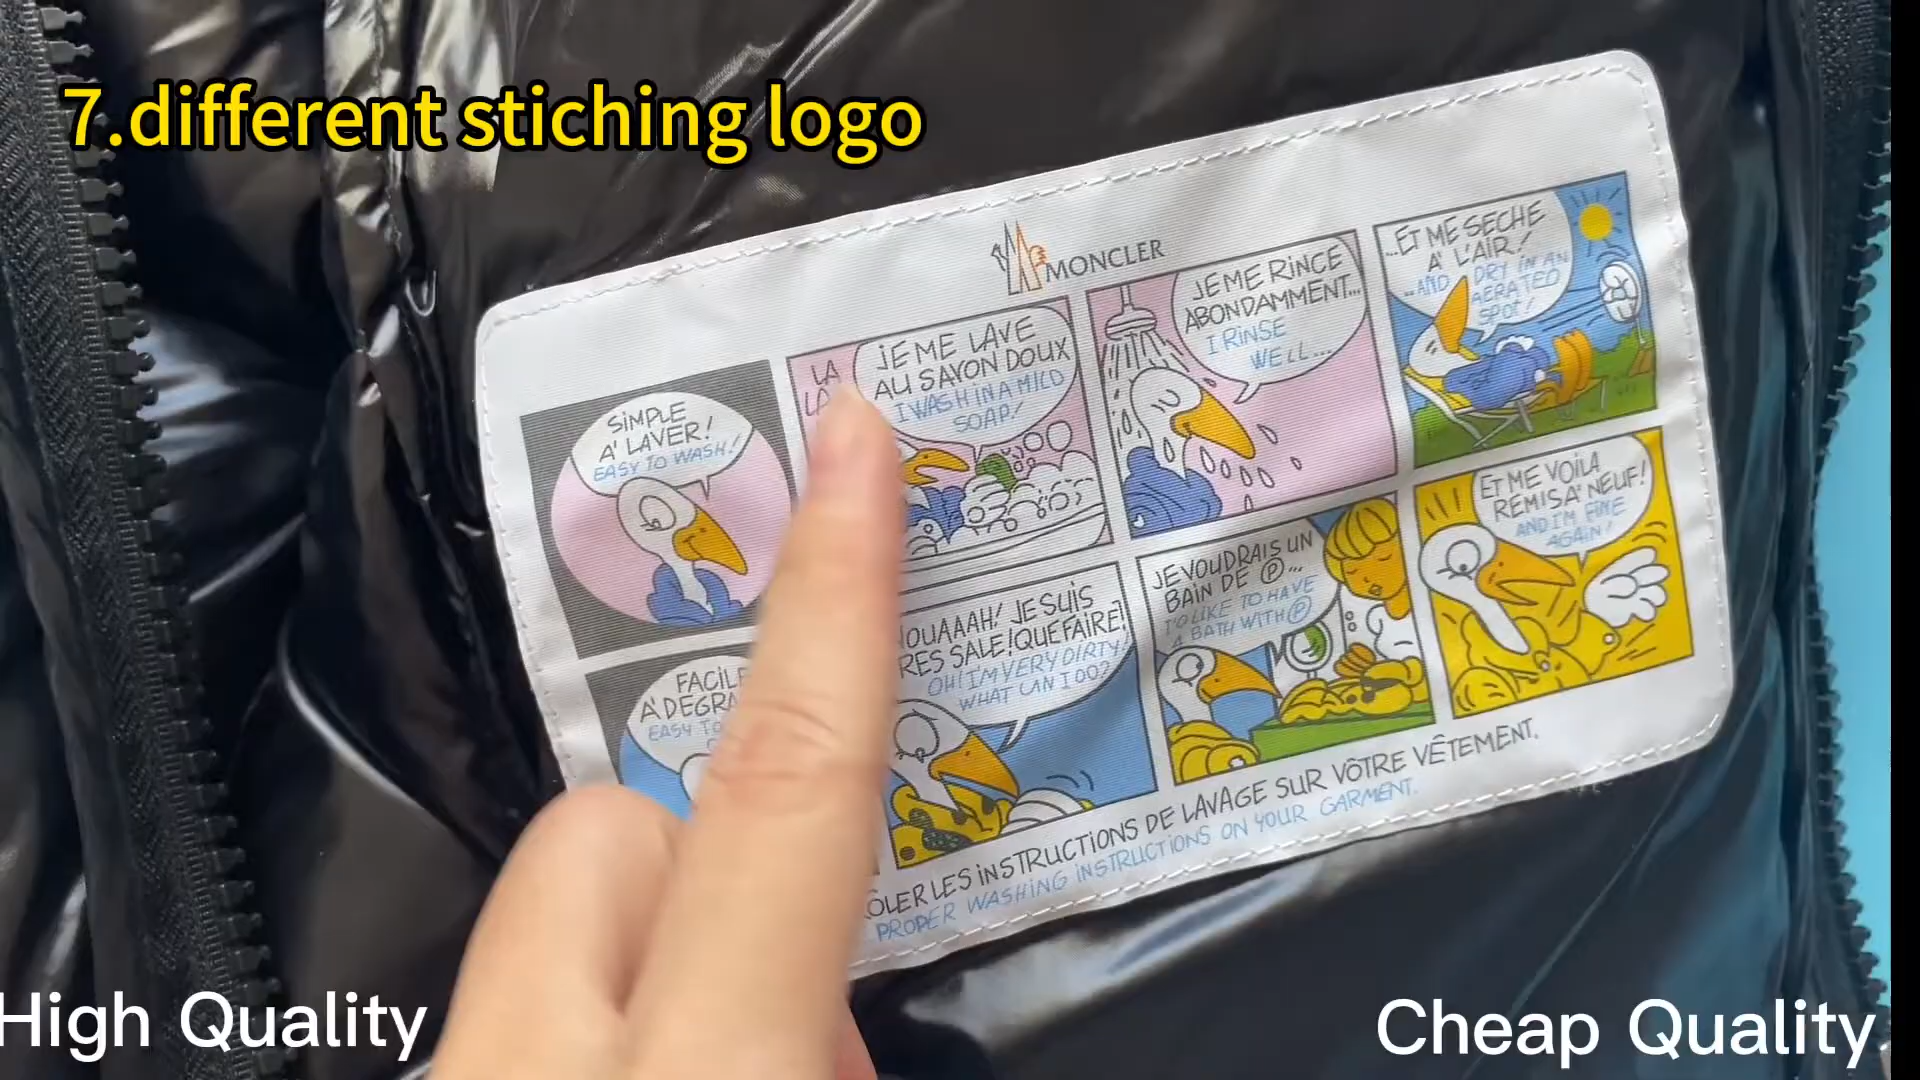 7.different stiching logo
MONCLER
SiMPLE
A' LAVER!
EASY TO WASH!
LA
JE ME LAVE
AU SAVON DOUX
I WASH IN A MILD
SOAP!
JE ME RINCE
ABONDAMMENT...
I RiNSE
WELL...
...ET ME SECHE
A' L'AIR!
...AND DRY IN AN
AERATED
SPOT!
FACILE
A' DEGRA
EASY TO
OUAAAH! JE SUiS
RES SALE! QUE FAIRE?
OH! I'M VERY DIRTY
WHAT CAN I DO?
JE VOUDRAIS UN
BAIN DE Ⓟ...
I'D LIKE TO HAVE
A BATH WITH Ⓟ
ET ME VOILA
REMIS A' NEUF!
AND I'M FINE
AGAIN!
ÔLER LES iNSTRUCTiONS DE LAVAGE SUR VÔTRE VÊTEMENT.
PROPER WASHING iNSTRUCTiONS ON YOUR GARMENT.
High Quality
Cheap Quality